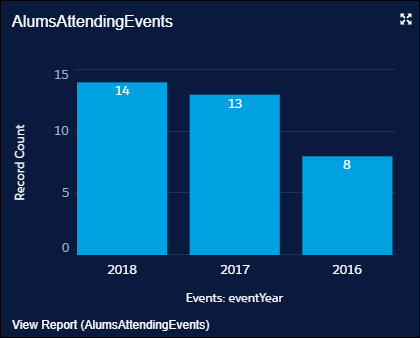 AlumsAttendingEvents
15
10
5
0
Record Count
14
13
8
2018 2017 2016
Events: eventYear
View Report (AlumsAttendingEvents)